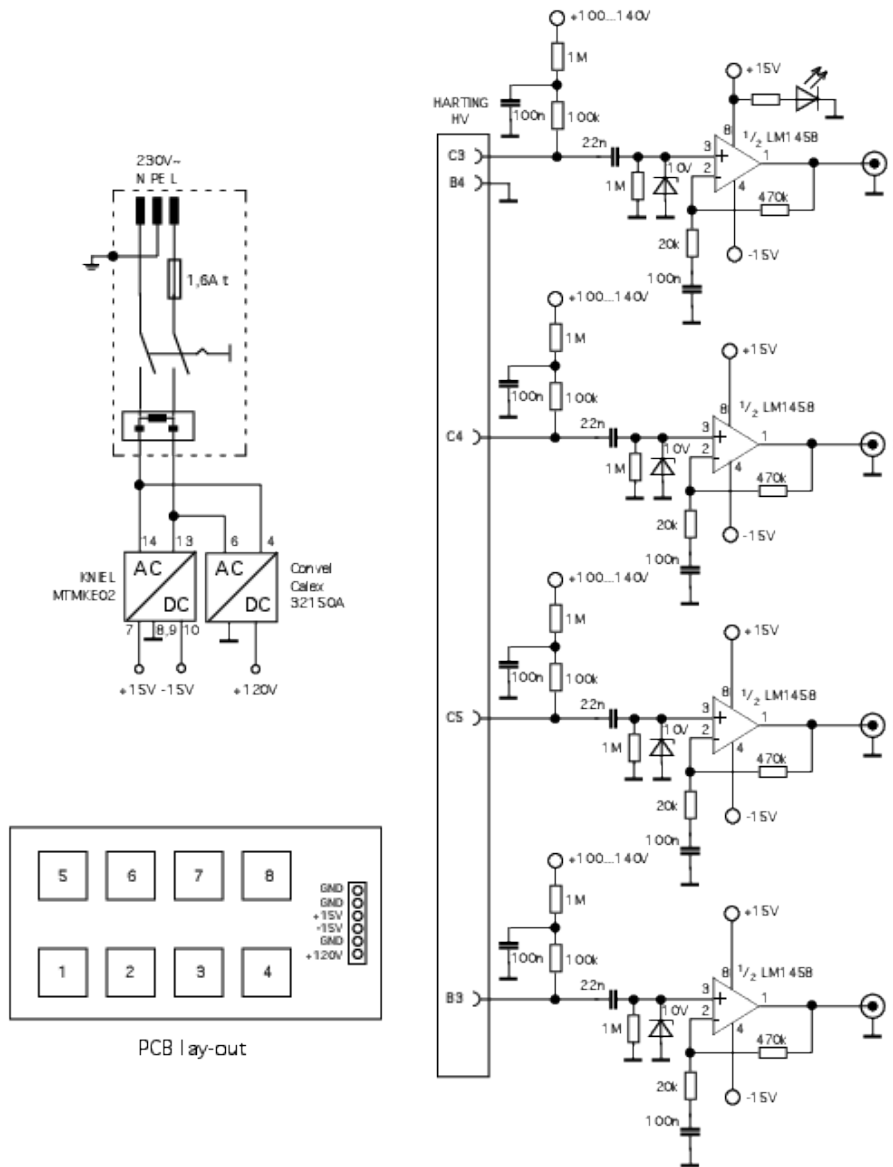 230V~
N PE L
1,6A t
14
13
6
4
KNIEL
MTMKE02
AC
DC
AC
DC
Convel
Calex
32150A
7
8,9
10
+15V
-15V
+120V
5
6
7
8
1
2
3
4
GND
GND
+15V
-15V
GND
+120V
PCB lay-out
HARTING
HV
C3
B4
C4
C5
B3
+100...140V
1M
100n
100k
22n
1M
10V
+15V
8
1/2 LM1458
3
2
1
4
470k
20k
-15V
100n
+100...140V
1M
100n
100k
22n
1M
10V
+15V
8
1/2 LM1458
3
2
1
4
470k
20k
-15V
100n
+100...140V
1M
100n
100k
22n
1M
10V
+15V
8
1/2 LM1458
3
2
1
4
470k
20k
-15V
100n
+100...140V
1M
100n
100k
22n
1M
10V
+15V
8
1/2 LM1458
3
2
1
4
470k
20k
-15V
100n